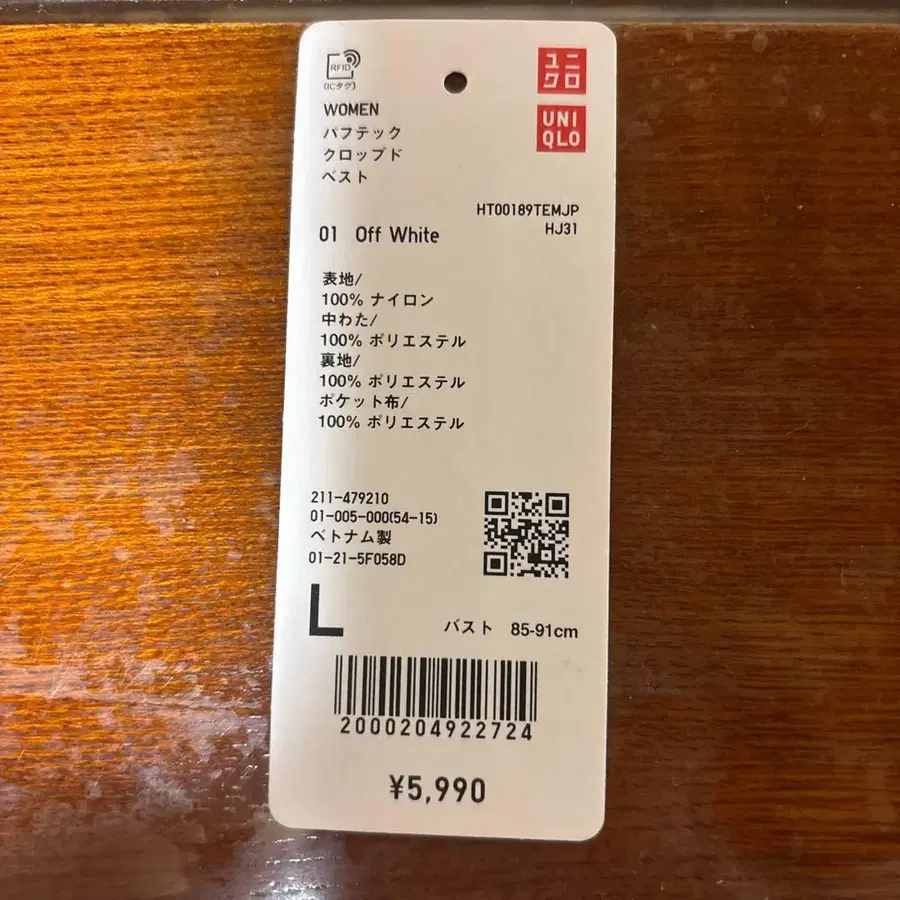 RFID
(ICタグ)
ユニ
クロ
UNI
QLO
WOMEN
パフテック
クロップド
ベスト
HT00189TEMJP
HJ31
01 Off White
表地/
100% ナイロン
中わた/
100% ポリエステル
裏地/
100% ポリエステル
ポケット布/
100% ポリエステル
211-479210
01-005-000(54-15)
ベトナム製
01-21-5F058D
L
バスト 85-91cm
2000204922724
¥5,990